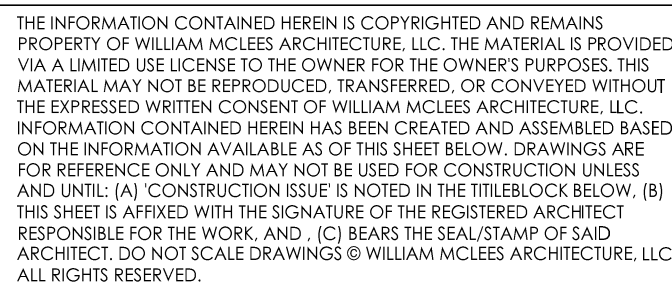 THE INFORMATION CONTAINED HEREIN IS COPYRIGHTED AND REMAINS
PROPERTY OF WILLIAM MCLEES ARCHITECTURE, LLC. THE MATERIAL IS PROVIDED
VIA A LIMITED USE LICENSE TO THE OWNER FOR THE OWNER'S PURPOSES. THIS
MATERIAL MAY NOT BE REPRODUCED, TRANSFERRED, OR CONVEYED WITHOUT
THE EXPRESSED WRITTEN CONSENT OF WILLIAM MCLEES ARCHITECTURE, LLC.
INFORMATION CONTAINED HEREIN HAS BEEN CREATED AND ASSEMBLED BASED
ON THE INFORMATION AVAILABLE AS OF THIS SHEET BELOW. DRAWINGS ARE
FOR REFERENCE ONLY AND MAY NOT BE USED FOR CONSTRUCTION UNLESS
AND UNTIL: (A) 'CONSTRUCTION ISSUE' IS NOTED IN THE TITILEBLOCK BELOW, (B)
THIS SHEET IS AFFIXED WITH THE SIGNATURE OF THE REGISTERED ARCHITECT
RESPONSIBLE FOR THE WORK, AND , (C) BEARS THE SEAL/STAMP OF SAID
ARCHITECT. DO NOT SCALE DRAWINGS © WILLIAM MCLEES ARCHITECTURE, LLC
ALL RIGHTS RESERVED.